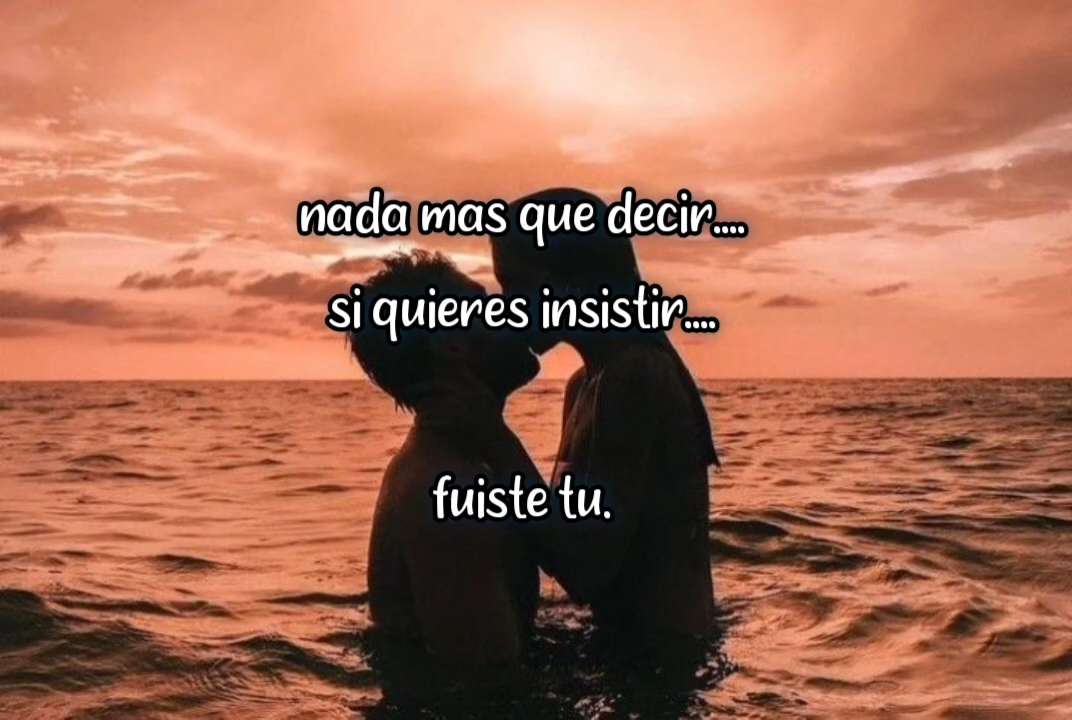 nada mas que decir....
si quieres insistir....
fuiste tu.